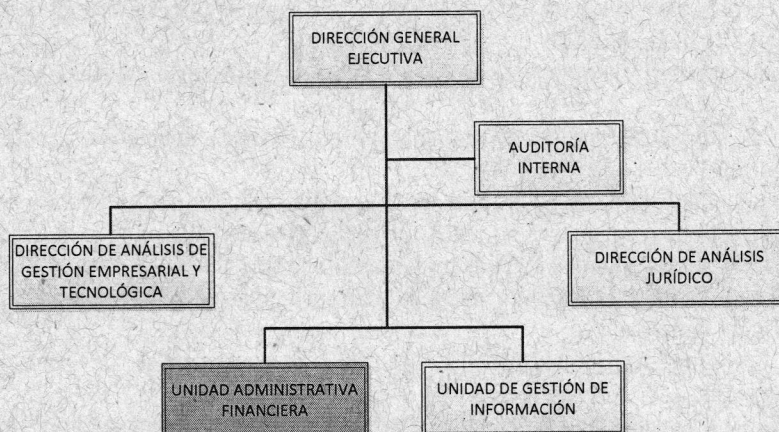 DIRECCIÓN GENERAL
EJECUTIVA
AUDITORÍA
INTERNA
DIRECCIÓN DE ANÁLISIS DE
GESTIÓN EMPRESARIAL Y
TECNOLÓGICA
DIRECCIÓN DE ANÁLISIS
JURÍDICO
UNIDAD ADMINISTRATIVA
FINANCIERA
UNIDAD DE GESTIÓN DE
INFORMACIÓN